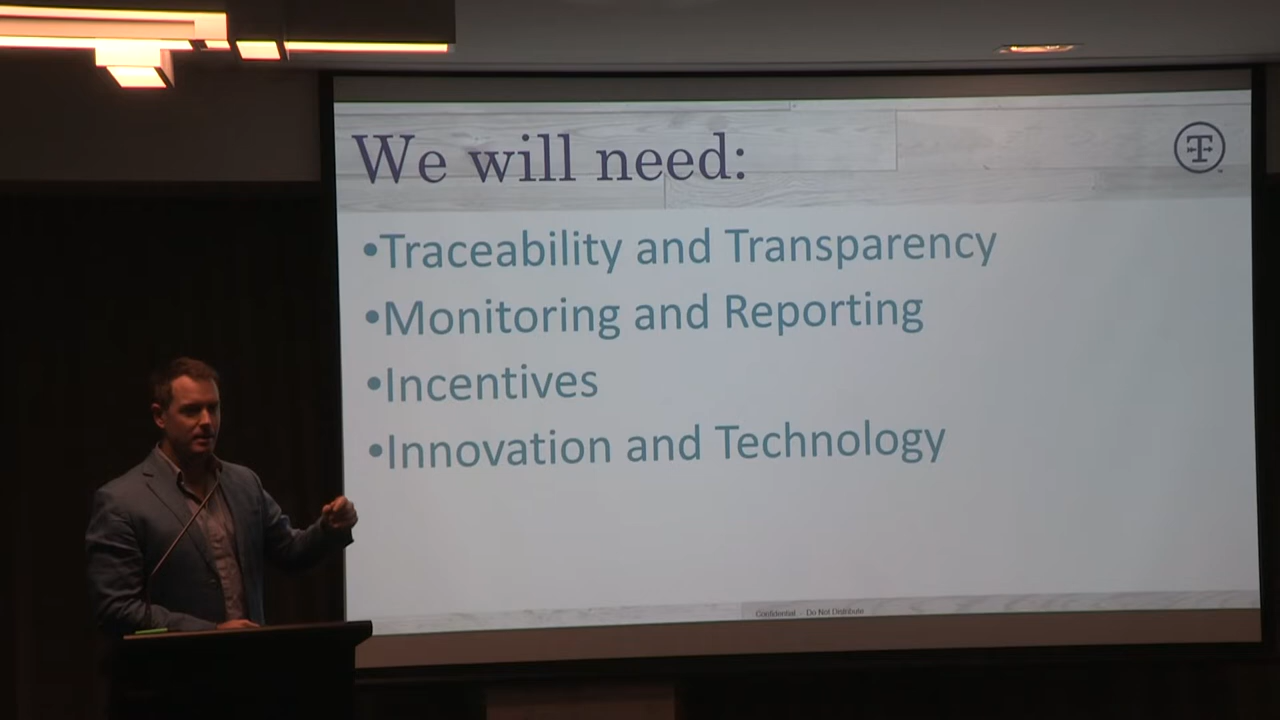 We will need:
T
•Traceability and Transparency
•Monitoring and Reporting
•Incentives
•Innovation and Technology
Confidential - Do Not Distribute